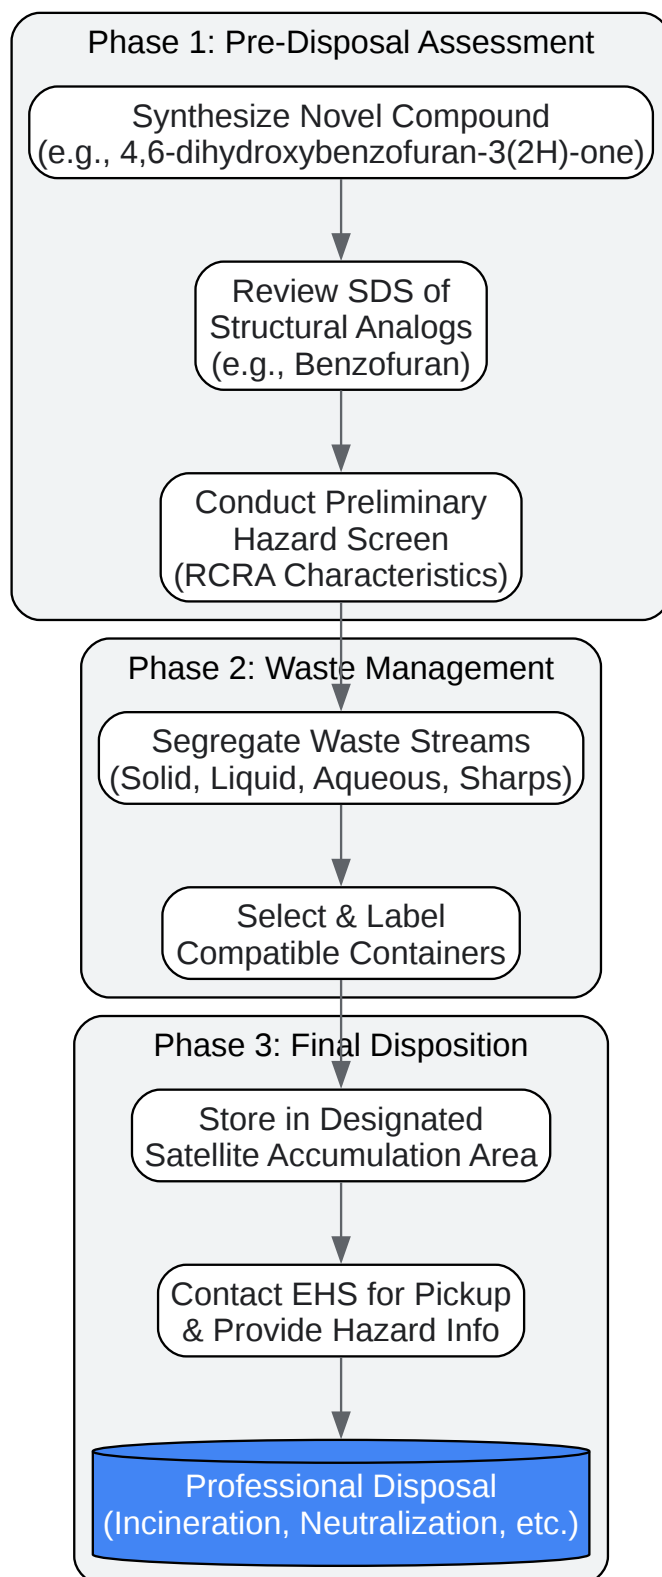 Phase 1: Pre-Disposal Assessment
Synthesize Novel Compound
(e.g., 4,6-dihydroxybenzofuran-3(2H)-one)
Review SDS of
Structural Analogs
(e.g., Benzofuran)
Conduct Preliminary
Hazard Screen
(RCRA Characteristics)
Phase 2: Waste Management
Segregate Waste Streams
(Solid, Liquid, Aqueous, Sharps)
Select & Label
Compatible Containers
Phase 3: Final Disposition
Store in Designated
Satellite Accumulation Area
Contact EHS for Pickup
& Provide Hazard Info
Professional Disposal
(Incineration, Neutralization, etc.)